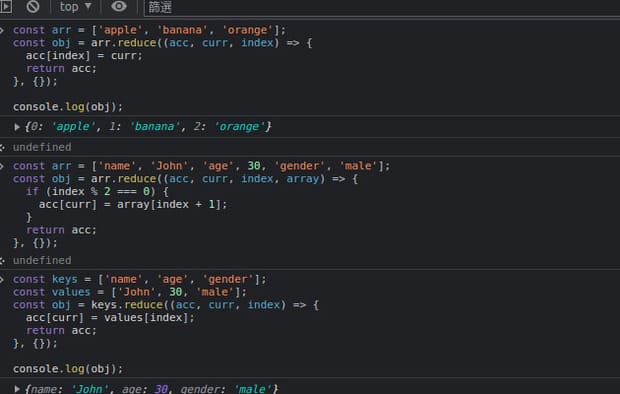 top ▼ 篩選
const arr = ['apple', 'banana', 'orange'];
const obj = arr.reduce((acc, curr, index) => {
  acc[index] = curr;
  return acc;
}, {});

console.log(obj);
▶ {0: 'apple', 1: 'banana', 2: 'orange'}
undefined
const arr = ['name', 'John', 'age', 30, 'gender', 'male'];
const obj = arr.reduce((acc, curr, index, array) => {
  if (index % 2 === 0) {
    acc[curr] = array[index + 1];
  }
  return acc;
}, {});
undefined
const keys = ['name', 'age', 'gender'];
const values = ['John', 30, 'male'];
const obj = keys.reduce((acc, curr, index) => {
  acc[curr] = values[index];
  return acc;
}, {});

console.log(obj);
▶ {name: 'John', age: 30, gender: 'male'}